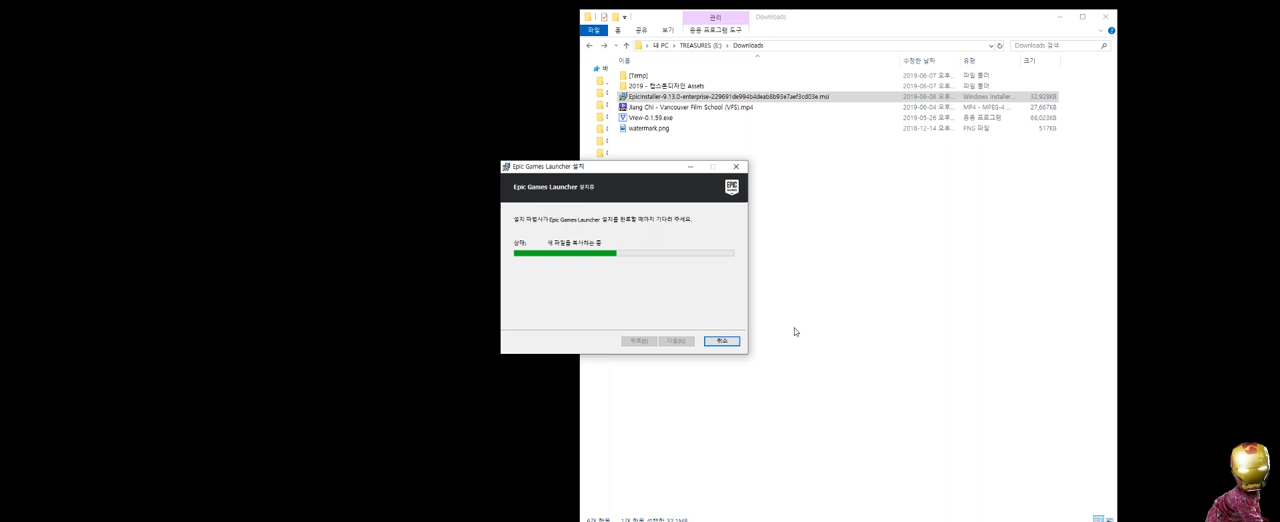 관리
Downloads
파일
홈
공유
보기
응용 프로그램 도구
내 PC
TREASURES (E:)
Downloads
Downloads 검색
이름
수정한 날짜
유형
크기
[Temp]
2019-06-07 오후...
파일 폴더
2019 - 캡스톤디자인 Assets
2019-06-07 오후...
파일 폴더
EpicInstaller-9.13.0-enterprise-229691de994b4deab8b93e7aef3cd03e.msi
2019-06-06 오후...
Windows Installer...
32,923KB
Jiang Chi - Vancouver Film School (VFS).mp4
2019-06-04 오후...
MP4 - MPEG-4 ...
27,667KB
Vrew-0.1.59.exe
2019-05-26 오후...
응용 프로그램
68,023KB
watermark.png
2018-12-14 오후...
PNG 파일
517KB
Epic Games Launcher 설치
Epic Games Launcher 설치중
EPIC
설치 마법사가 Epic Games Launcher 설치를 완료할 때까지 기다려 주세요.
상태:
새 파일을 복사하는 중
뒤로(B)
다음(N)
취소